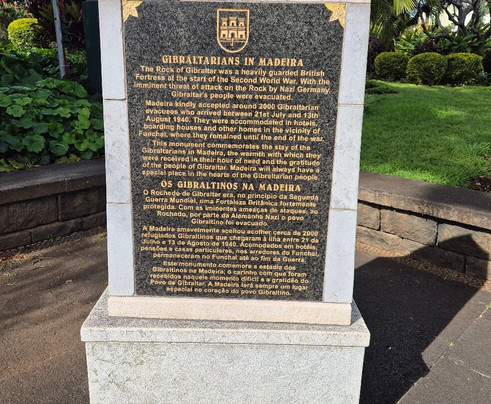 GIBRALTARIANS IN MADEIRA
The Rock of Gibraltar was a heavily guarded British
Fortress at the start of the Second World War. With the
imminent threat of attack on the Rock by Nazi Germany
Gibraltar's people were evacuated.
Madeira kindly accepted around 2000 Gibraltarian
evacuees who arrived between 21st July and 13th
August 1940. They were accommodated in hotels,
boarding houses and other homes in the vicinity of
Funchal, where they remained until the end of the war.
This monument commemorates the stay of the
Gibraltarians in Madeira, the warmth with which they
were received in their hour of need and the gratitude
of the people of Gibraltar. Madeira will always have a
special place in the hearts of the Gibraltarian people.
OS GIBRALTINOS NA MADEIRA
O Rochedo de Gibraltar era, no princípio da Segunda
Guerra Mundial, uma Fortaleza Britânica fortemente
protegida. Com as iminentes ameaças de ataques, ao
Rochedo, por parte da Alemanha Nazi o povo
de Gibraltar foi evacuado.
A Madeira amavelmente acolheu acerca de 2000
refugiados Gibraltinos que chegaram à ilha entre 21 de
Julho e 13 de Agosto de 1940. Acomodados em hotéis,
pensões e casas particulares, nos arredores do Funchal,
permaneceram no Funchal até ao fim da Guerra.
Este monumento comemora a estadia dos
Gibraltinos na Madeira, o carinho com que foram
recebidos naquele momento difícil e a gratidão do
Povo de Gibraltar. A Madeira terá sempre um lugar
especial no coração do povo Gibraltino.